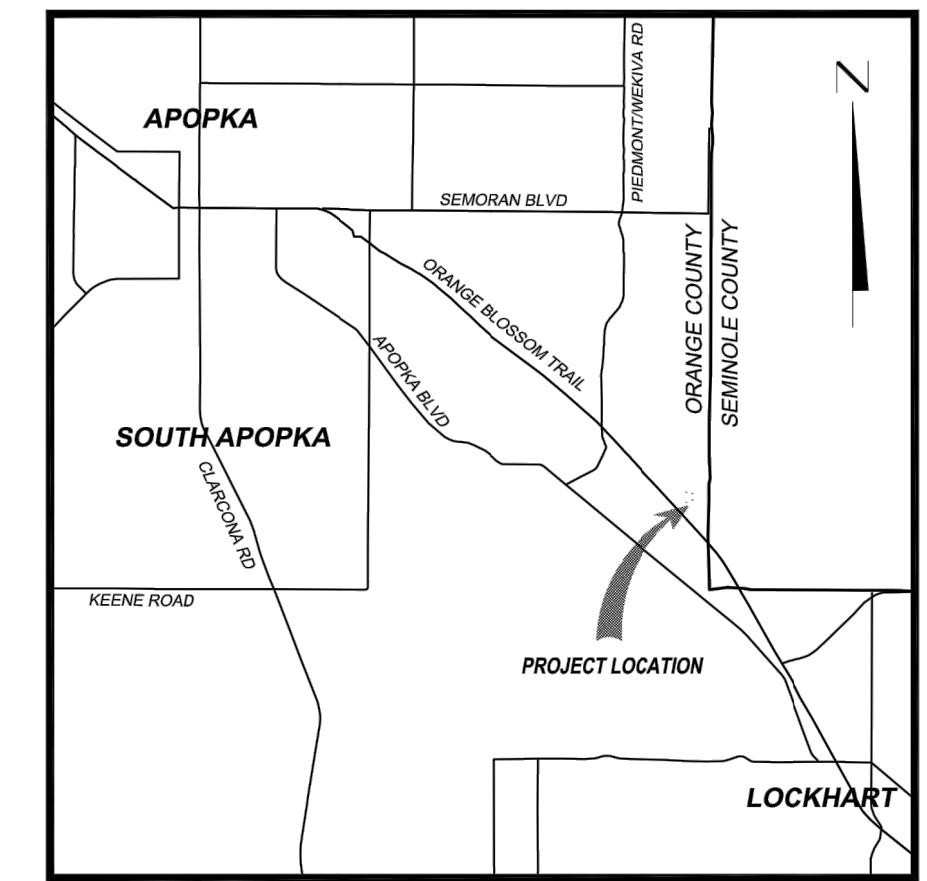 PIEDMONT/WEKIVA RD
N
APOPKA
SEMORAN BLVD
ORANGE COUNTY
SEMINOLE COUNTY
ORANGE BLOSSOM TRAIL
APOPKA BLVD
SOUTH APOPKA
CLARCONA RD
KEENE ROAD
PROJECT LOCATION
LOCKHART